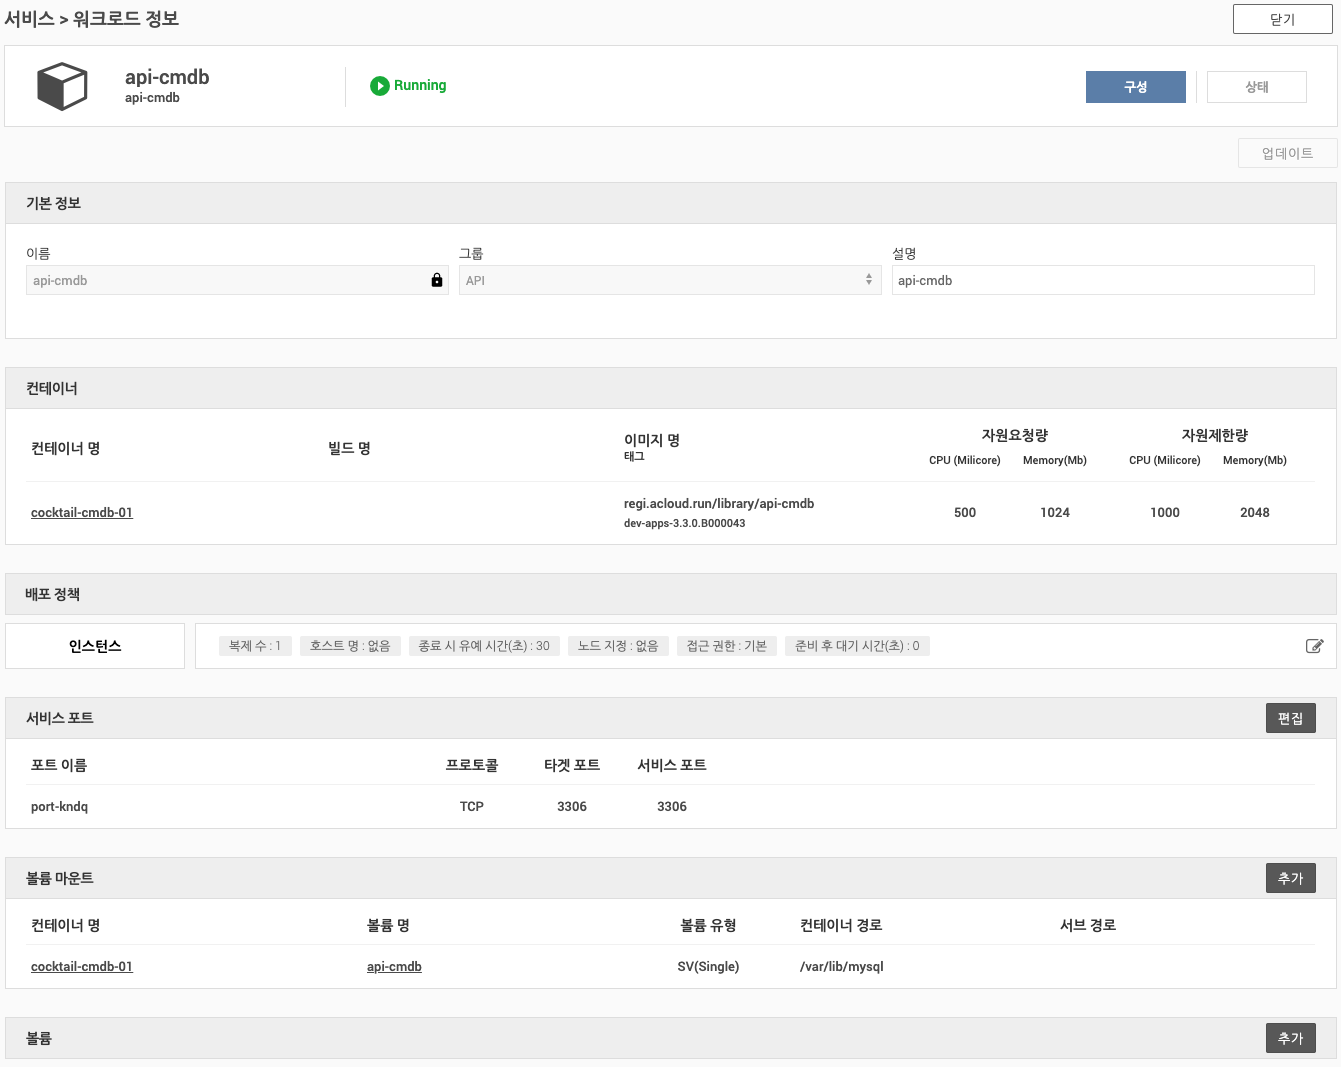 서비스 > 워크로드 정보
닫기
api-cmdb
api-cmdb
Running
구성
상태
업데이트
기본 정보
이름
그룹
설명
api-cmdb
API
api-cmdb
컨테이너
컨테이너 명
빌드 명
이미지 명
태그
자원요청량
자원제한량
CPU (Milicore)
Memory(Mb)
CPU (Milicore)
Memory(Mb)
cocktail-cmdb-01
regi.acloud.run/library/api-cmdb
dev-apps-3.3.0.B000043
500
1024
1000
2048
배포 정책
인스턴스
복제 수 : 1
호스트 명 : 없음
종료 시 유예 시간(초) : 30
노드 지정 : 없음
접근 권한 : 기본
준비 후 대기 시간(초) : 0
서비스 포트
편집
포트 이름
프로토콜
타겟 포트
서비스 포트
port-kndq
TCP
3306
3306
볼륨 마운트
추가
컨테이너 명
볼륨 명
볼륨 유형
컨테이너 경로
서브 경로
cocktail-cmdb-01
api-cmdb
SV(Single)
/var/lib/mysql
볼륨
추가